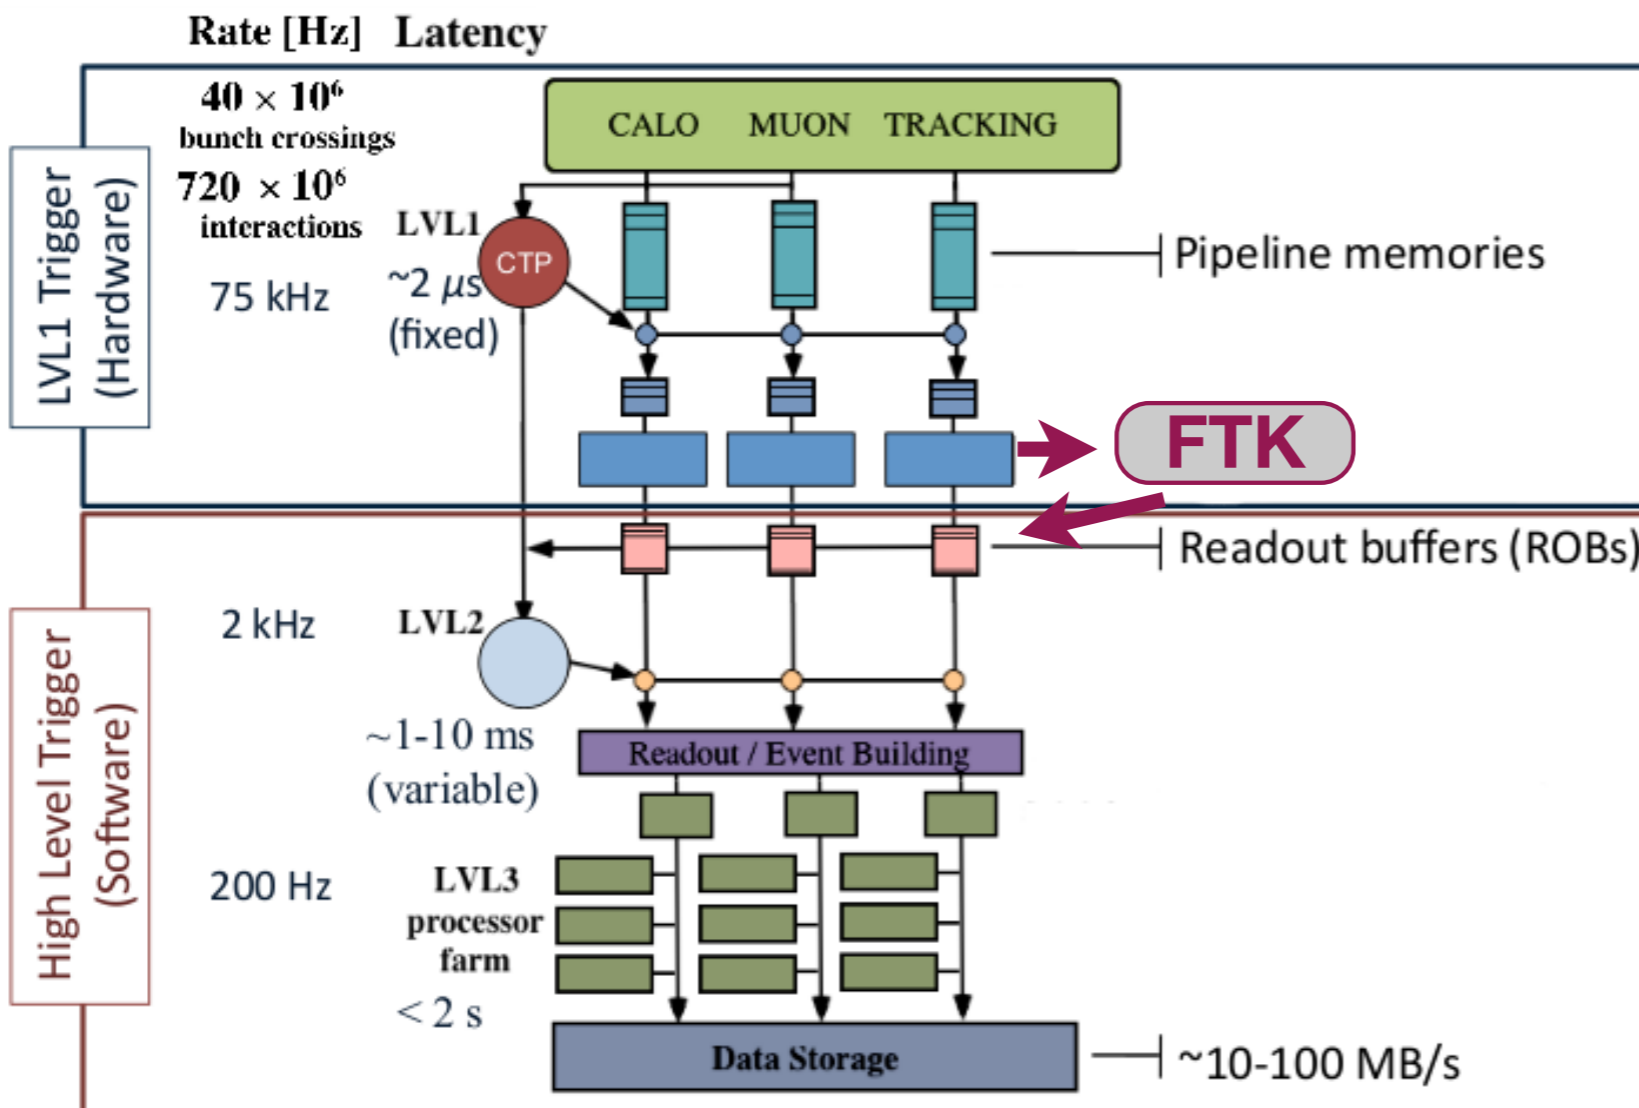 Rate [Hz] Latency
40 × 10⁶
bunch crossings
720 × 10⁶
interactions
CALO MUON TRACKING
LVL1 Trigger
(Hardware)
LVL1
CTP
75 kHz
~2 μs
(fixed)
Pipeline memories
FTK
Readout buffers (ROBs)
High Level Trigger
(Software)
2 kHz
LVL2
~1-10 ms
(variable)
Readout / Event Building
200 Hz
LVL3
processor
farm
< 2 s
Data Storage
~10-100 MB/s